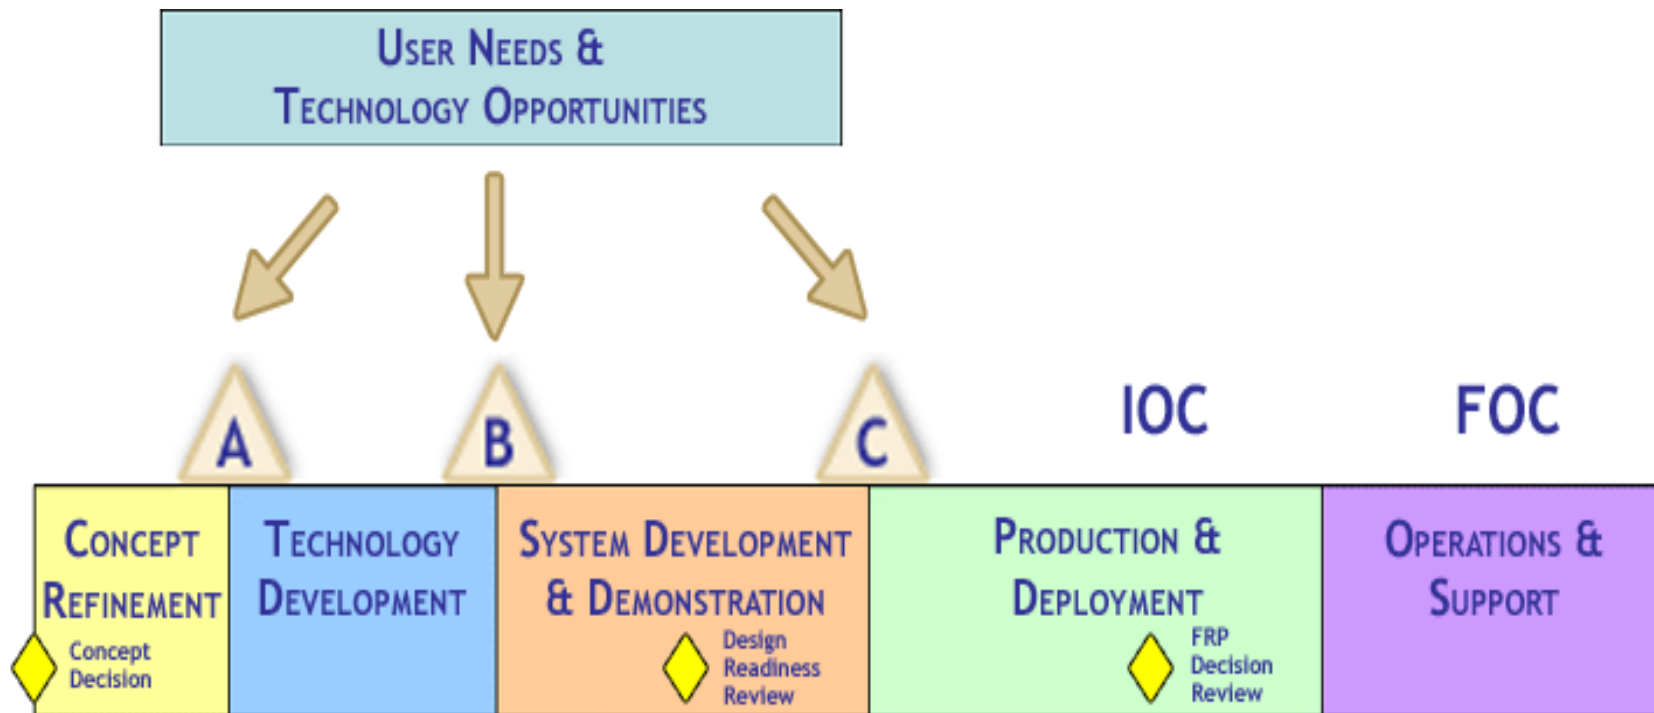 USER NEEDS &
TECHNOLOGY OPPORTUNITIES
A
B
C
IOC
FOC
CONCEPT
REFINEMENT
Concept
Decision
TECHNOLOGY
DEVELOPMENT
SYSTEM DEVELOPMENT
& DEMONSTRATION
Design
Readiness
Review
PRODUCTION &
DEPLOYMENT
FRP
Decision
Review
OPERATIONS &
SUPPORT